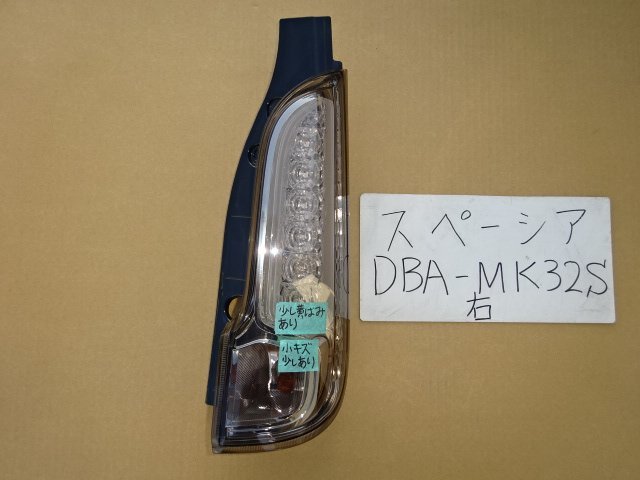 スペーシア
DBA-MK32S
右
少し黄ばみ
あり
小キズ
少しあり